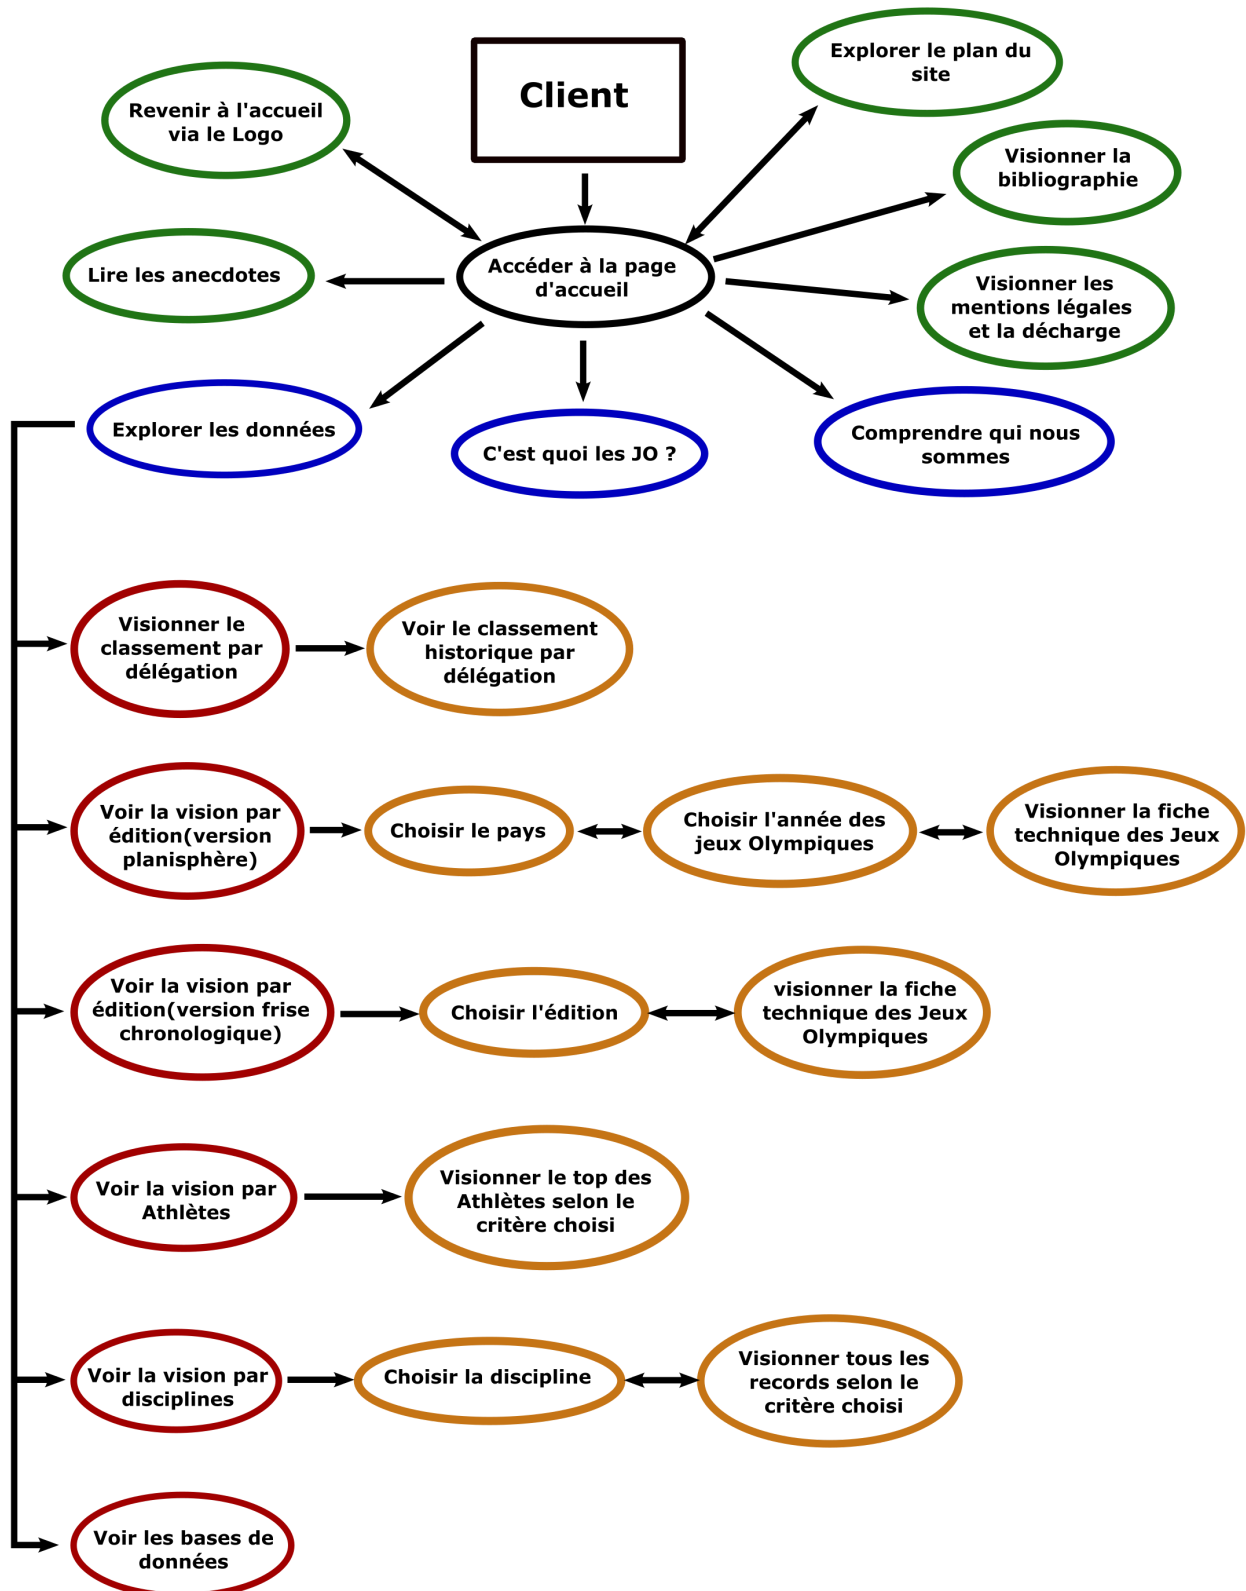 Client
Explorer le plan du
site
Revenir à l'accueil
via le Logo
Visionner la
bibliographie
Lire les anecdotes
Accéder à la page
d'accueil
Visionner les
mentions légales
et la décharge
Explorer les données
C'est quoi les JO ?
Comprendre qui nous
sommes
Visionner le
classement par
délégation
Voir le classement
historique par
délégation
Voir la vision par
édition(version
planisphère)
Choisir le pays
Choisir l'année des
jeux Olympiques
Visionner la fiche
technique des Jeux
Olympiques
Voir la vision par
édition(version frise
chronologique)
Choisir l'édition
visionner la fiche
technique des Jeux
Olympiques
Voir la vision par
Athlètes
Visionner le top des
Athlètes selon le
critère choisi
Voir la vision par
disciplines
Choisir la discipline
Visionner tous les
records selon le
critère choisi
Voir les bases de
données